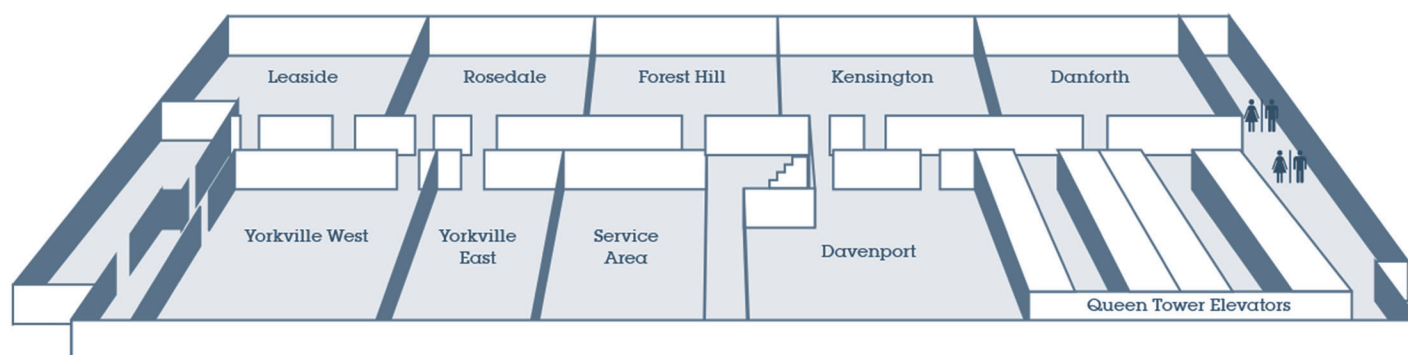 Leaside
Rosedale
Forest Hill
Kensington
Danforth
Yorkville West
Yorkville
East
Service
Area
Davenport
Queen Tower Elevators